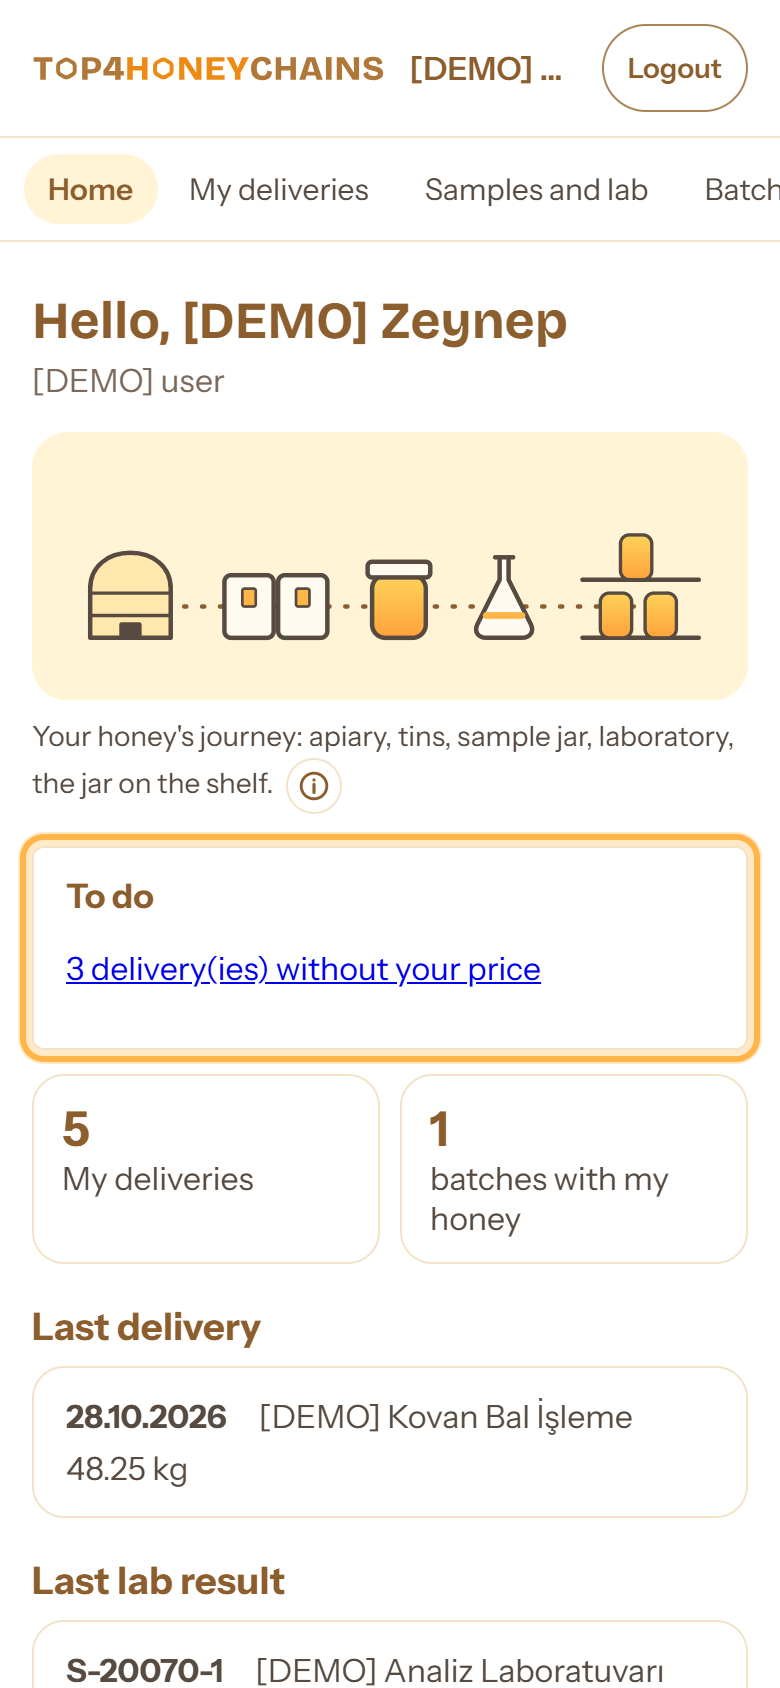 TOP4HONEYCHAINS [DEMO] ... Logout
Home My deliveries Samples and lab Batch
Hello, [DEMO] Zeynep
[DEMO] user
Your honey's journey: apiary, tins, sample jar, laboratory,
the jar on the shelf.
To do
3 delivery(ies) without your price
5
My deliveries
1
batches with my
honey
Last delivery
28.10.2026 [DEMO] Kovan Bal İşleme
48.25 kg
Last lab result
S-20070-1 [DEMO] Analiz Laboratuvarı